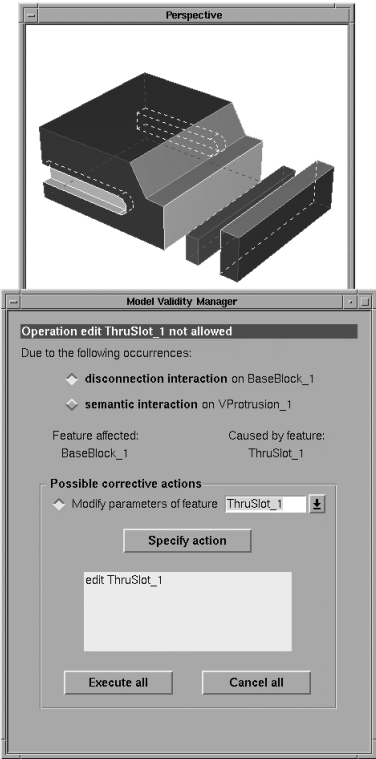 Perspective
Model Validity Manager
Operation edit ThruSlot_1 not allowed
Due to the following occurrences:
disconnection interaction on BaseBlock_1
semantic interaction on VProtrusion_1
Feature affected: Caused by feature:
BaseBlock_1 ThruSlot_1
Possible corrective actions
Modify parameters of feature ThruSlot_1
Specify action
edit ThruSlot_1
Execute all Cancel all